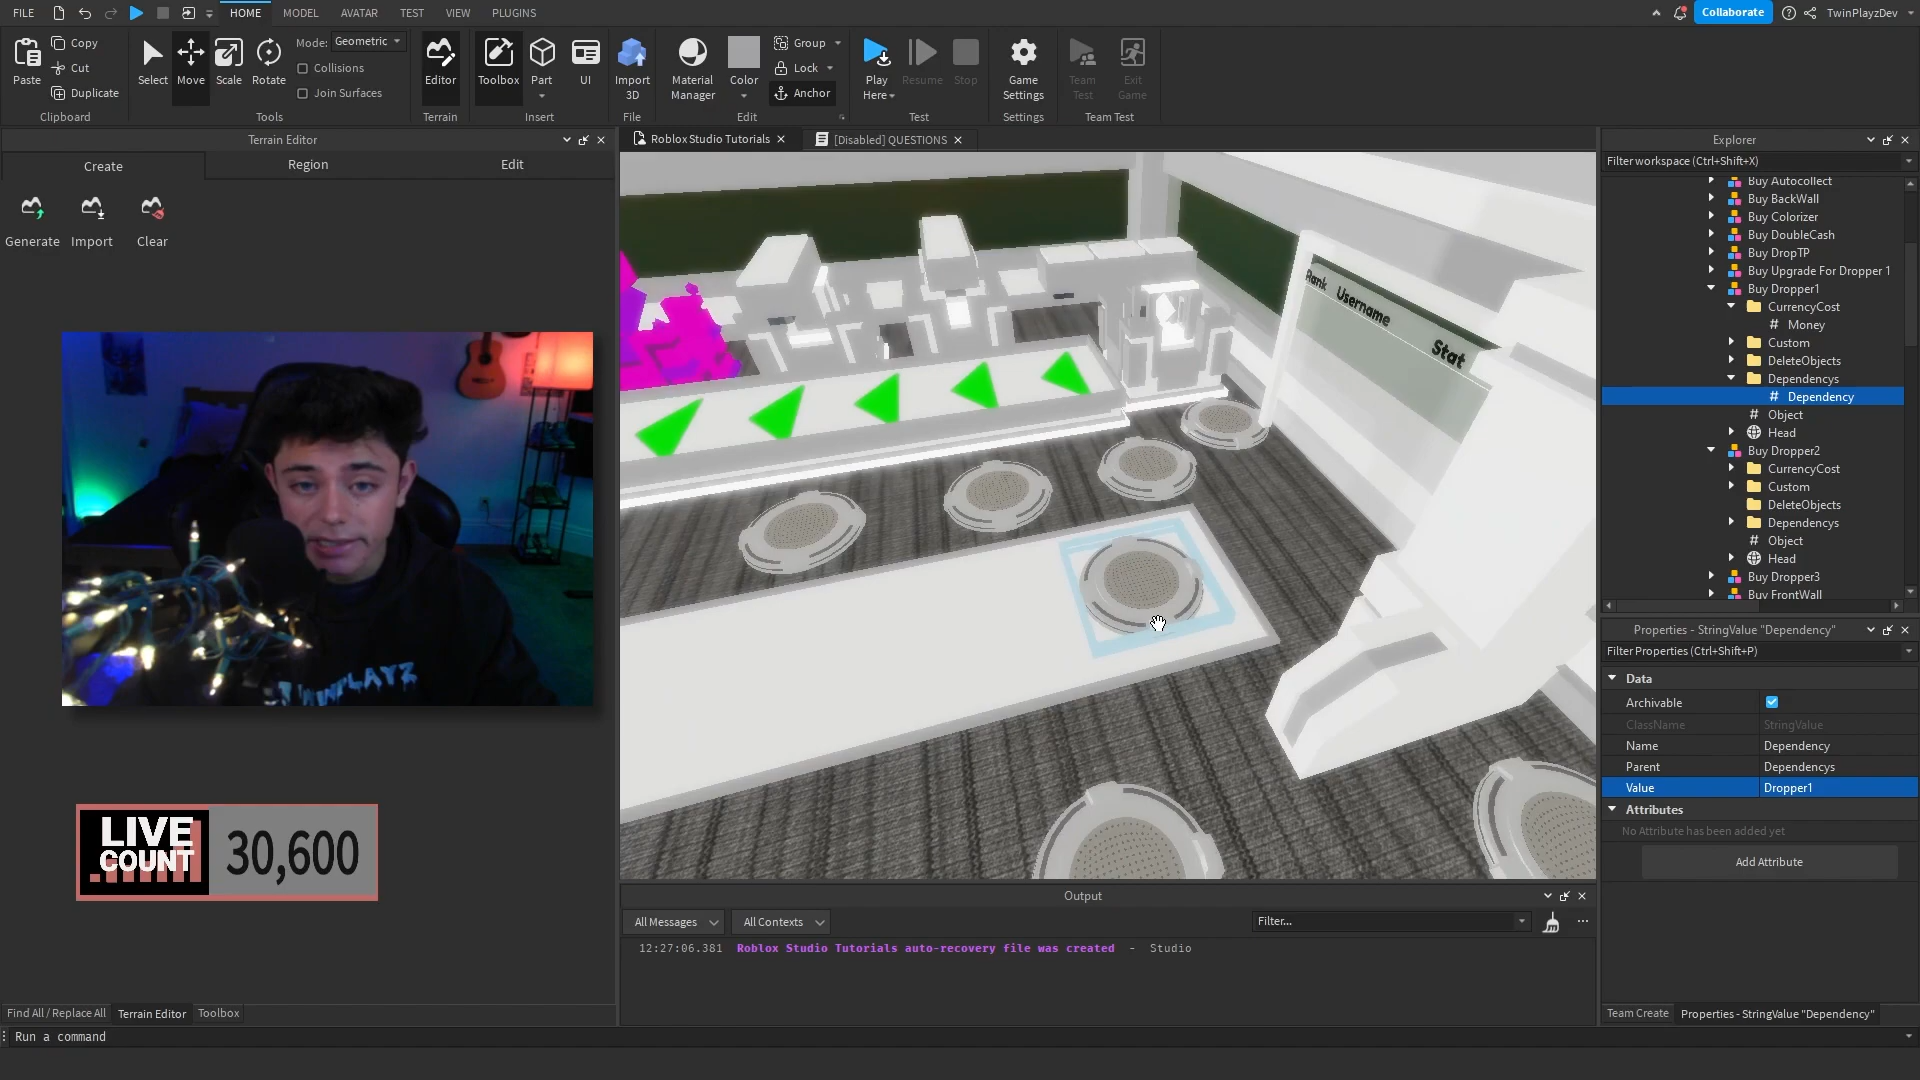 FILE
HOME
MODEL
AVATAR
TEST
VIEW
PLUGINS
Collaborate
TwinPlayzDev
Paste
Copy
Cut
Duplicate
Clipboard
Select
Move
Scale
Rotate
Mode:
Geometric
Collisions
Join Surfaces
Tools
Editor
Terrain
Toolbox
Part
UI
Insert
Import
3D
File
Material
Manager
Color
Group
Lock
Anchor
Edit
Play
Here
Resume
Stop
Test
Game
Settings
Settings
Team
Test
Exit
Game
Team Test
Terrain Editor
Create
Region
Edit
Generate
Import
Clear
LIVE
COUNT
30,600
Find All / Replace All
Terrain Editor
Toolbox
Run a command
Roblox Studio Tutorials
[Disabled] QUESTIONS
Rank
Username
Stat
Output
All Messages
All Contexts
Filter...
12:27:06.381 Roblox Studio Tutorials auto-recovery file was created - Studio
Explorer
Filter workspace (Ctrl+Shift+X)
Buy Autocollect
Buy BackWall
Buy Colorizer
Buy DoubleCash
Buy DropTP
Buy Upgrade For Dropper 1
Buy Dropper1
CurrencyCost
# Money
Custom
DeleteObjects
Dependencys
# Dependency
# Object
Head
Buy Dropper2
CurrencyCost
Custom
DeleteObjects
Dependencys
# Object
Head
Buy Dropper3
Buy FrontWall
Properties - StringValue "Dependency"
Filter Properties (Ctrl+Shift+P)
Data
Archivable
ClassName StringValue
Name Dependency
Parent Dependencys
Value Dropper1
Attributes
No Attribute has been added yet
Add Attribute
Team Create
Properties - StringValue "Dependency"